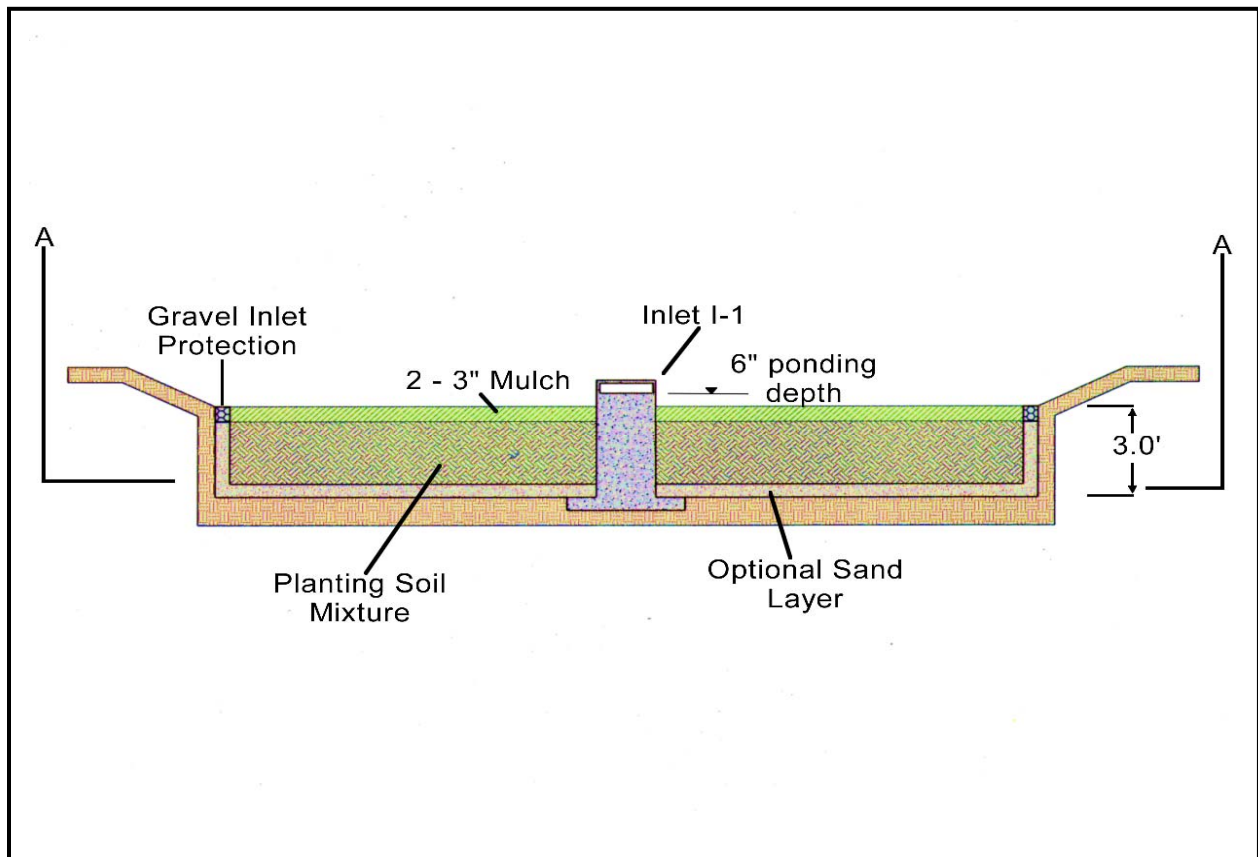 A
A
Gravel Inlet
Protection
Inlet I-1
2 - 3" Mulch
6" ponding
depth
3.0'
Planting Soil
Mixture
Optional Sand
Layer